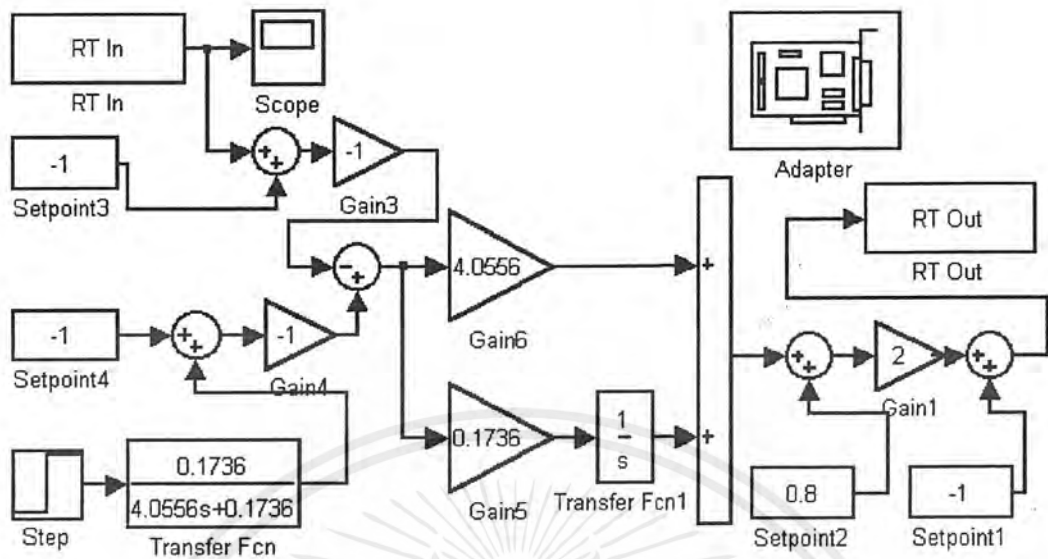 RT In
RT In
Scope
-1
Setpoint3
+
+
-1
Gain3
Adapter
RT Out
RT Out
-
+
4.0556
Gain6
+
-1
Setpoint4
+
+
-1
Gain4
+
+
2
Gain1
+
+
0.1736
Gain5
1
s
Transfer Fcn1
+
Step
0.1736
4.0556s+0.1736
Transfer Fcn
0.8
Setpoint2
-1
Setpoint1